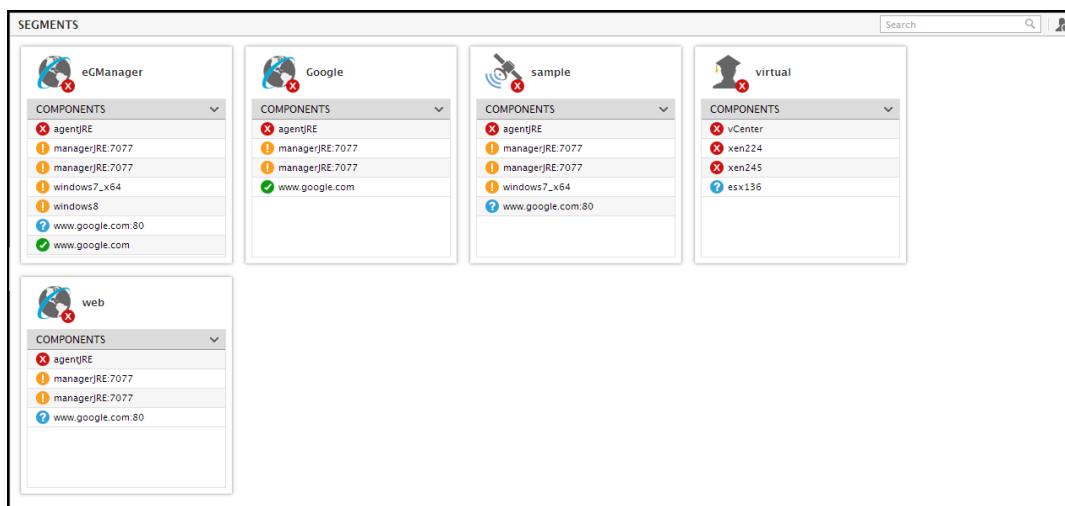 SEGMENTS
Search
eGManager
COMPONENTS
agentJRE
managerJRE:7077
managerJRE:7077
windows7_x64
windows8
www.google.com:80
www.google.com
Google
COMPONENTS
agentJRE
managerJRE:7077
managerJRE:7077
www.google.com
sample
COMPONENTS
agentJRE
managerJRE:7077
managerJRE:7077
windows7_x64
www.google.com:80
virtual
COMPONENTS
vCenter
xen224
xen245
esx136
web
COMPONENTS
agentJRE
managerJRE:7077
managerJRE:7077
www.google.com:80